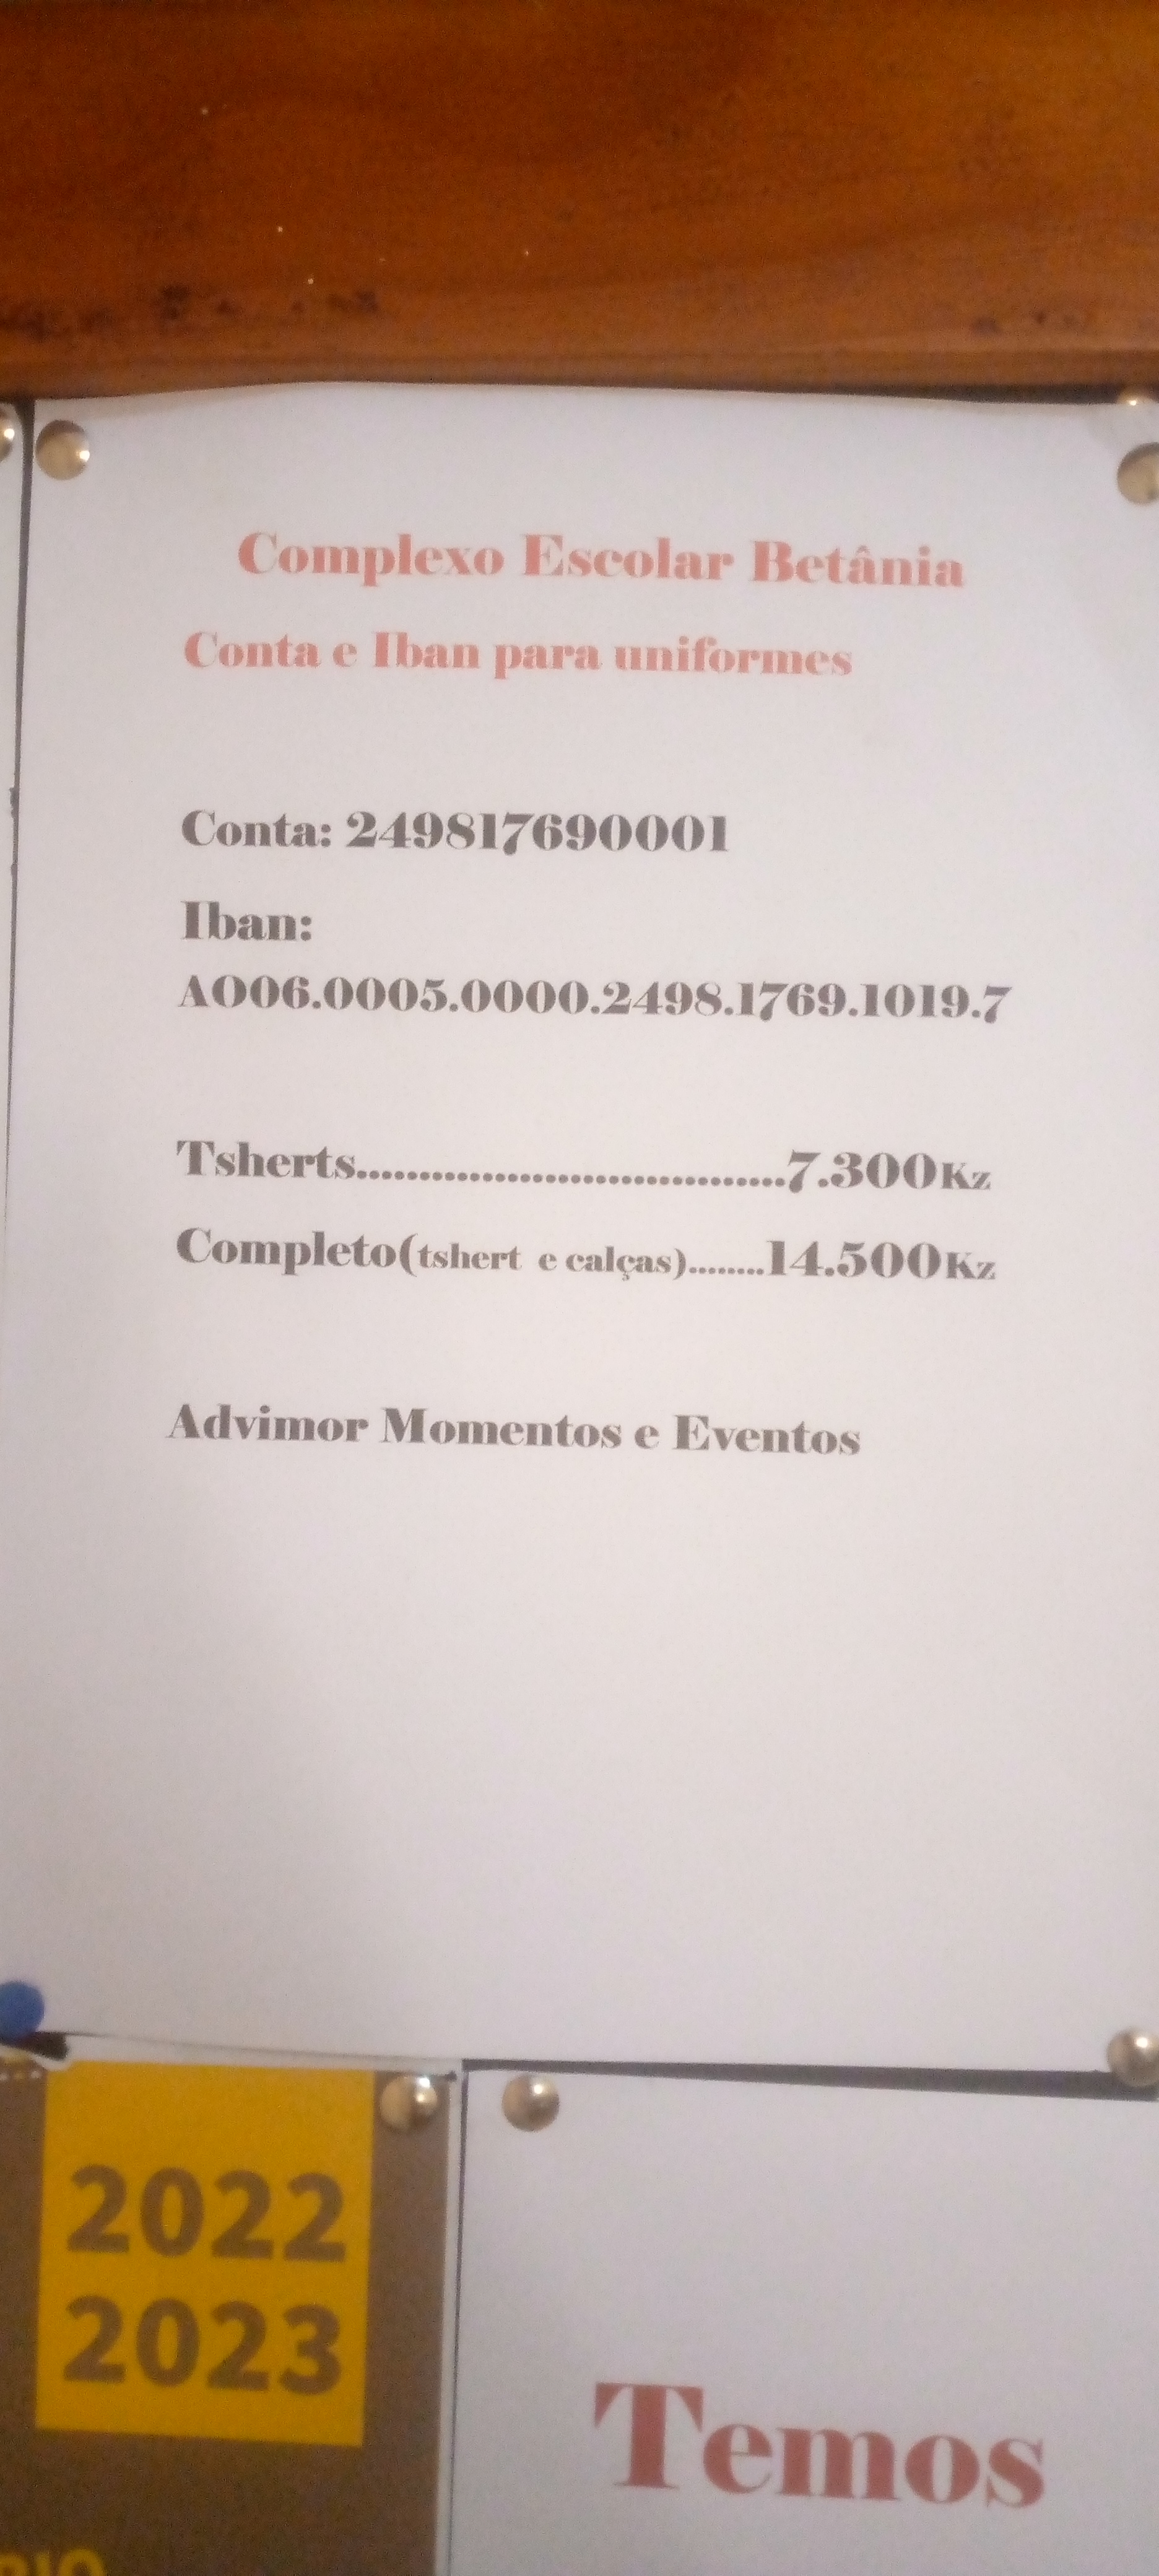 Complexo Escolar Betânia
Conta e Iban para uniformes
Conta: 249817690001
Iban:
AO06.0005.0000.2498.1769.1019.7
Tsherts..................................7.300Kz
Completo(tshert e calças)........14.500Kz
Advimor Momentos e Eventos
2022
2023
Temos